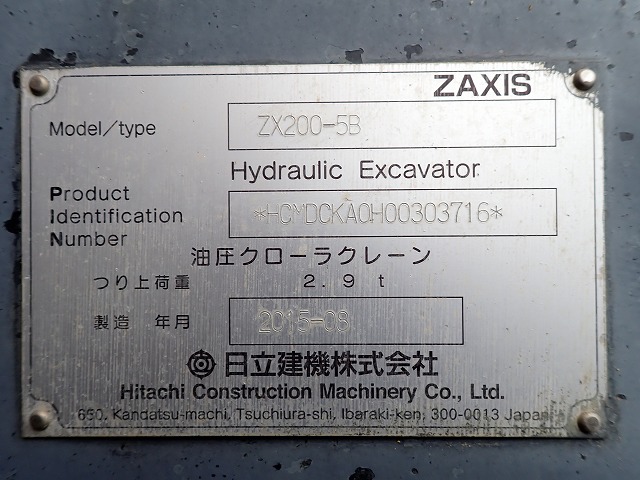 ZAXIS
Model/type ZX200-5B
Hydraulic Excavator
Product
Identification *HCMDCKA0H00303716*
Number
油圧クローラクレーン
つり上荷重 2.9 t
製造 年月 2015-08
日立建機株式会社
Hitachi Construction Machinery Co., Ltd.
650, Kandatsu-machi, Tsuchiura-shi, Ibaraki-ken, 300-0013 Japan